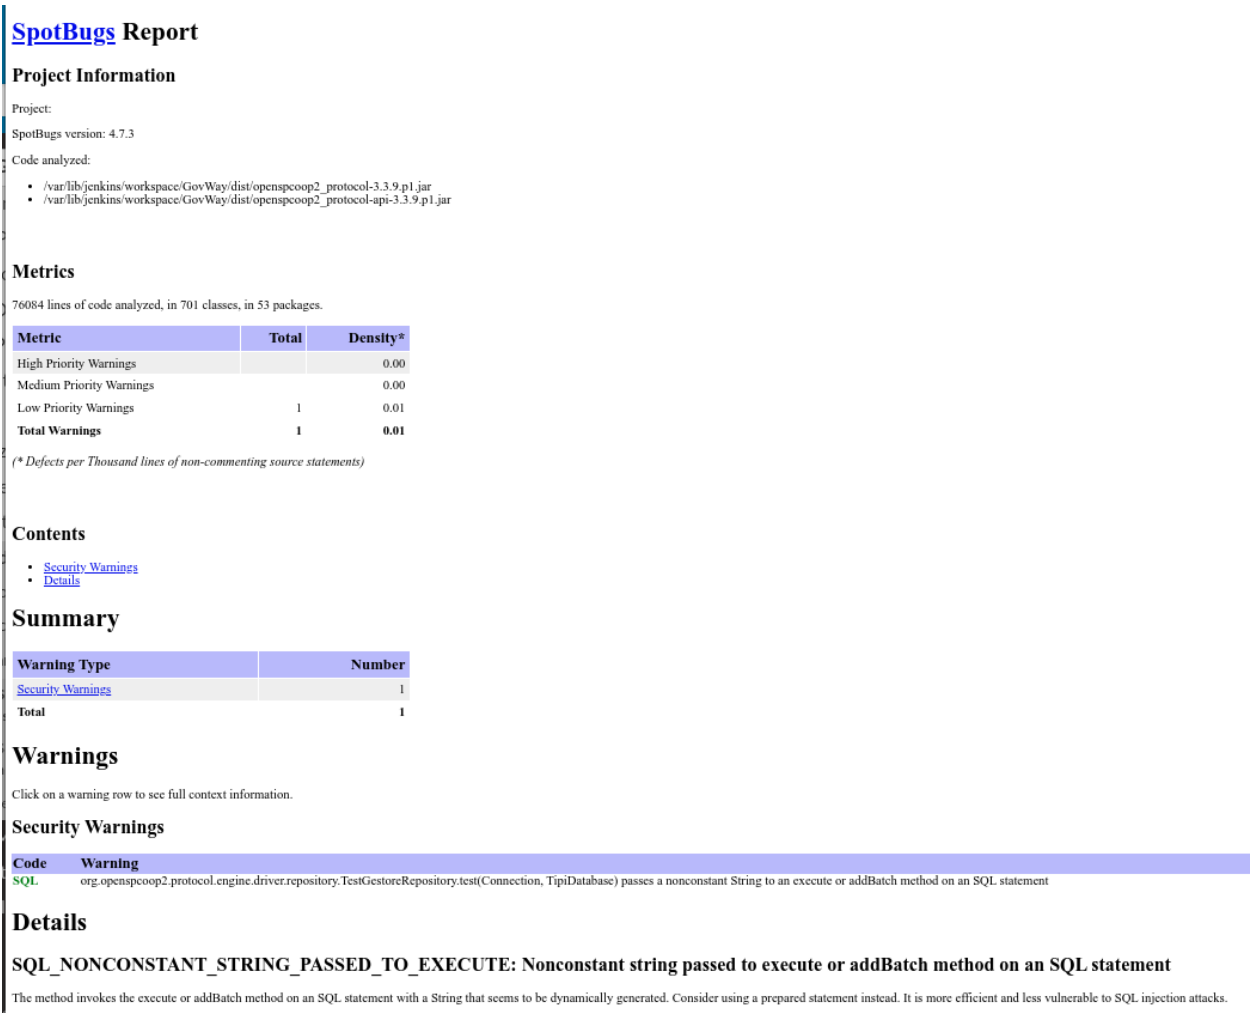 SpotBugs Report
Project Information
Project:
SpotBugs version: 4.7.3
Code analyzed:
• /var/lib/jenkins/workspace/GovWay/dist/openspcoop2_protocol-3.3.9.p1.jar
• /var/lib/jenkins/workspace/GovWay/dist/openspcoop2_protocol-api-3.3.9.p1.jar
Metrics
76084 lines of code analyzed, in 701 classes, in 53 packages.
Metric Total Density*
High Priority Warnings 0.00
Medium Priority Warnings 0.00
Low Priority Warnings 1 0.01
Total Warnings 1 0.01
(* Defects per Thousand lines of non-commenting source statements)
Contents
• Security Warnings
• Details
Summary
Warning Type Number
Security Warnings 1
Total 1
Warnings
Click on a warning row to see full context information.
Security Warnings
Code Warning
SQL org.openspcoop2.protocol.engine.driver.repository.TestGestoreRepository.test(Connection, TipiDatabase) passes a nonconstant String to an execute or addBatch method on an SQL statement
Details
SQL_NONCONSTANT_STRING_PASSED_TO_EXECUTE: Nonconstant string passed to execute or addBatch method on an SQL statement
The method invokes the execute or addBatch method on an SQL statement with a String that seems to be dynamically generated. Consider using a prepared statement instead. It is more efficient and less vulnerable to SQL injection attacks.